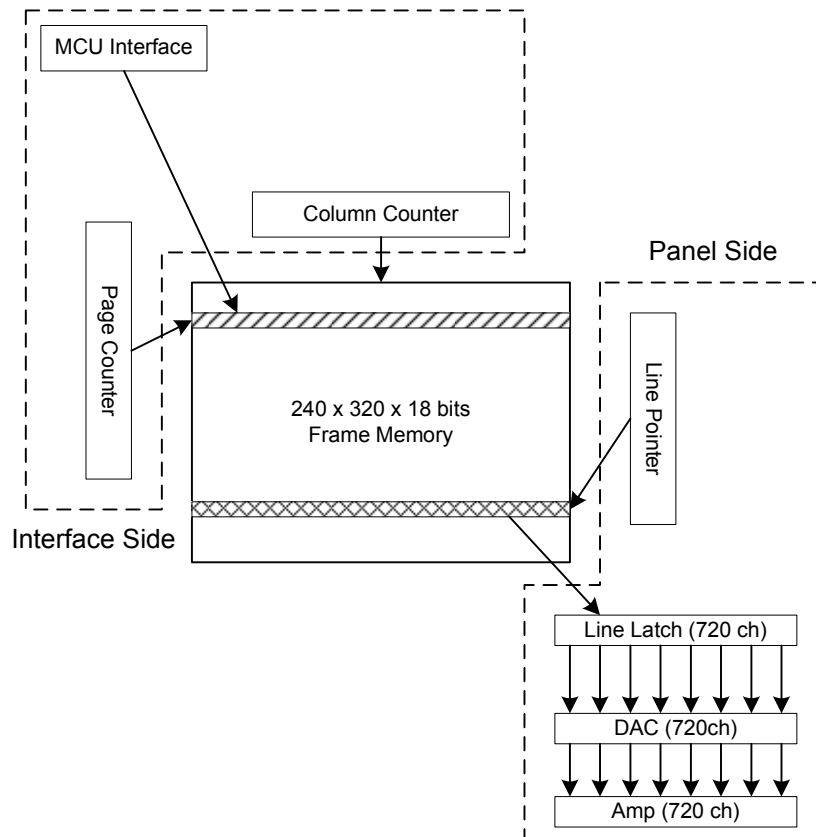 MCU Interface
Column Counter
Panel Side
Page Counter
Line Pointer
240 x 320 x 18 bits
Frame Memory
Interface Side
Line Latch (720 ch)
DAC (720ch)
Amp (720 ch)